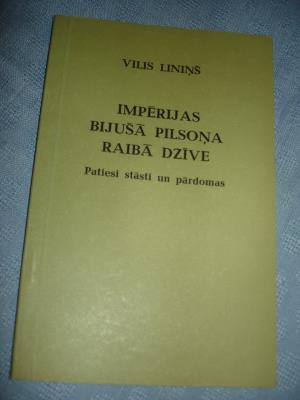 VILIS LINIŅŠ
IMPĒRIJAS
BIJUŠĀ PILSOŅA
RAIBĀ DZĪVE
Patiesi stāsti un pārdomas